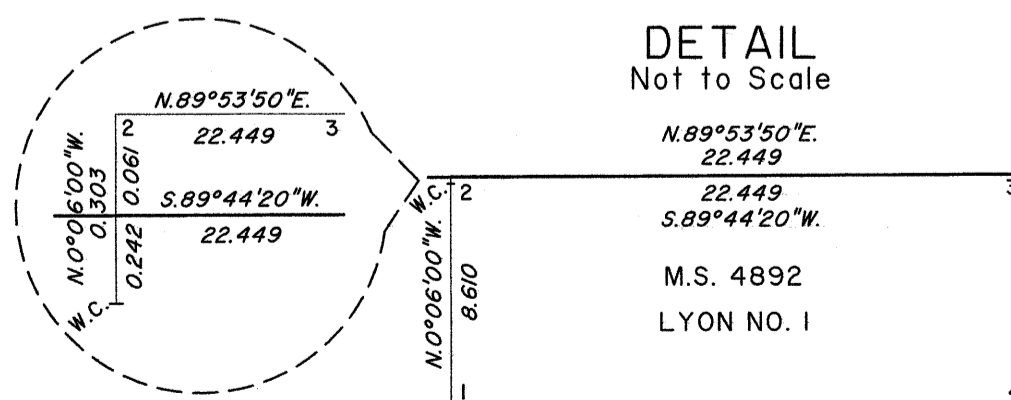 DETAIL
Not to Scale
N.89°53'50"E.
2
22.449
3
N.0°06'00"W.
0.303
0.061
S.89°44'20"W.
22.449
0.242
W.C.
N.89°53'50"E.
22.449
W.C.
2
22.449
3
S.89°44'20"W.
N.0°06'00"W.
8.610
M.S. 4892
LYON NO. 1
1